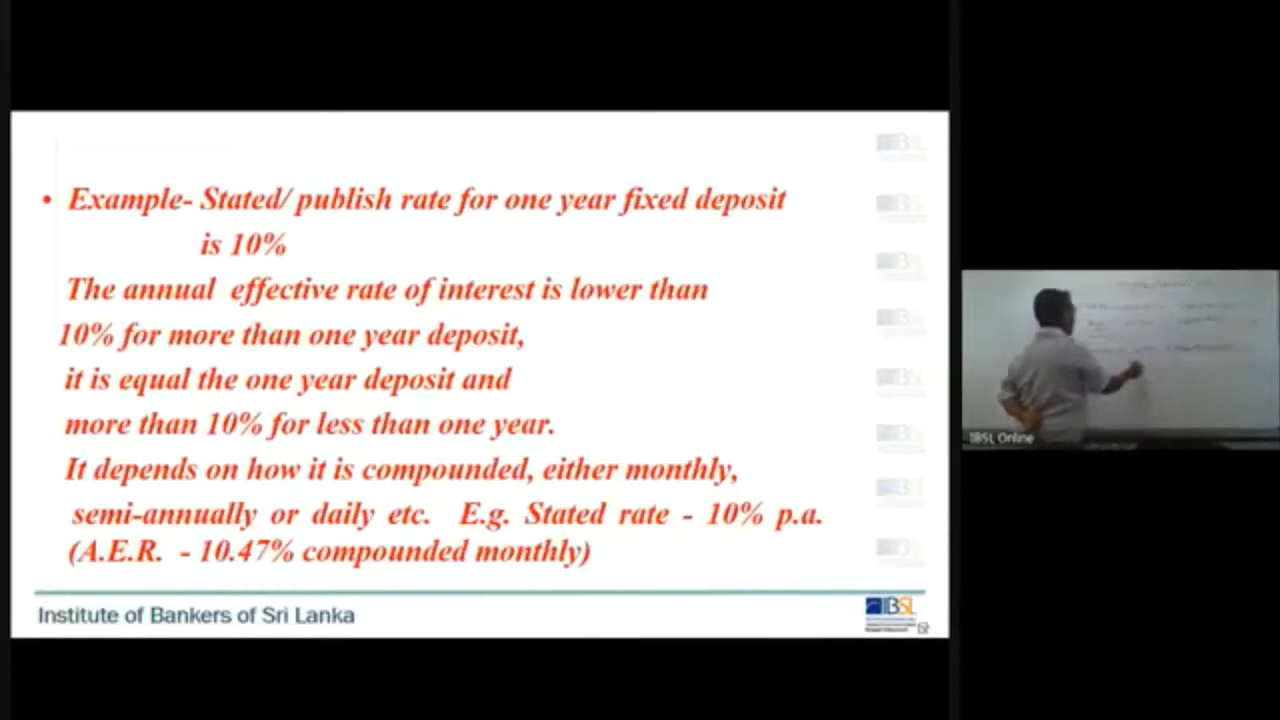 • Example- Stated/ publish rate for one year fixed deposit
is 10%
The annual effective rate of interest is lower than
10% for more than one year deposit,
it is equal the one year deposit and
more than 10% for less than one year.
It depends on how it is compounded, either monthly,
semi-annually or daily etc. E.g. Stated rate - 10% p.a.
(A.E.R. - 10.47% compounded monthly)
Institute of Bankers of Sri Lanka
IBSL
IBSL Online